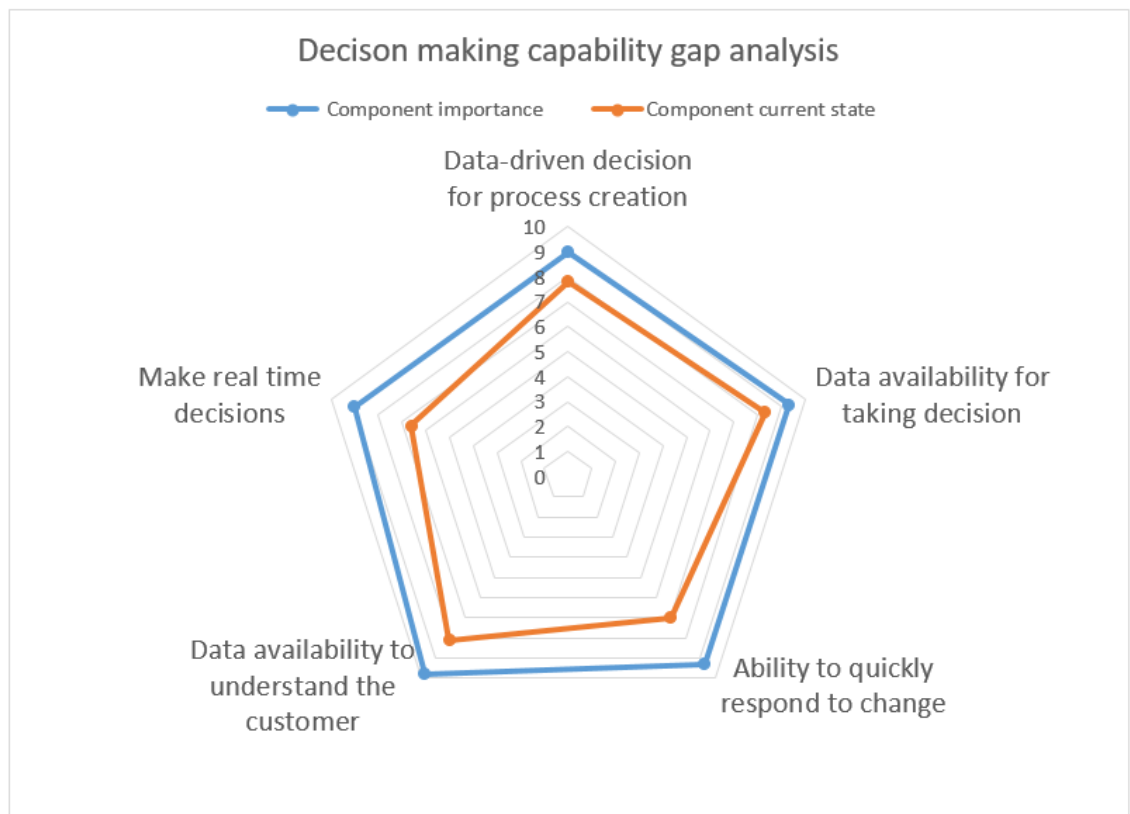 Decison making capability gap analysis
Component importance
Component current state
Data-driven decision
for process creation
10
9
8
7
6
5
4
3
2
1
0
Make real time
decisions
Data availability for
taking decision
Data availability to
understand the
customer
Ability to quickly
respond to change